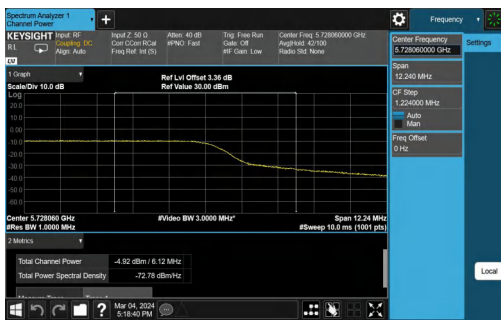 Spectrum Analyzer 1
Channel Power
Frequency
KEYSIGHT Input: RF
Coupling: DC
Align: Auto
Input Z: 50 Ω
Corr CCorr RCal
Freq Ref: Int (S)
Atten: 40 dB
#PNO: Fast
Trig: Free Run
Gate: Off
#IF Gain: Low
Center Freq: 5.728060000 GHz
Avg|Hold: 42/100
Radio Std: None
RL
LXI
Center Frequency
5.728060000 GHz
Settings
Span
12.240 MHz
CF Step
1.224000 MHz
Auto
Man
Freq Offset
0 Hz
1 Graph
Scale/Div 10.0 dB
Ref Lvl Offset 3.36 dB
Ref Value 30.00 dBm
Log
20.0
10.0
0.0
-10.0
-20.0
-30.0
-40.0
-50.0
-60.0
Center 5.728060 GHz
#Res BW 1.0000 MHz
#Video BW 3.0000 MHz*
Span 12.24 MHz
#Sweep 10.0 ms (1001 pts)
2 Metrics
Total Channel Power -4.92 dBm / 6.12 MHz
Total Power Spectral Density -72.78 dBm/Hz
Local
?
Mar 04, 2024
5:18:40 PM